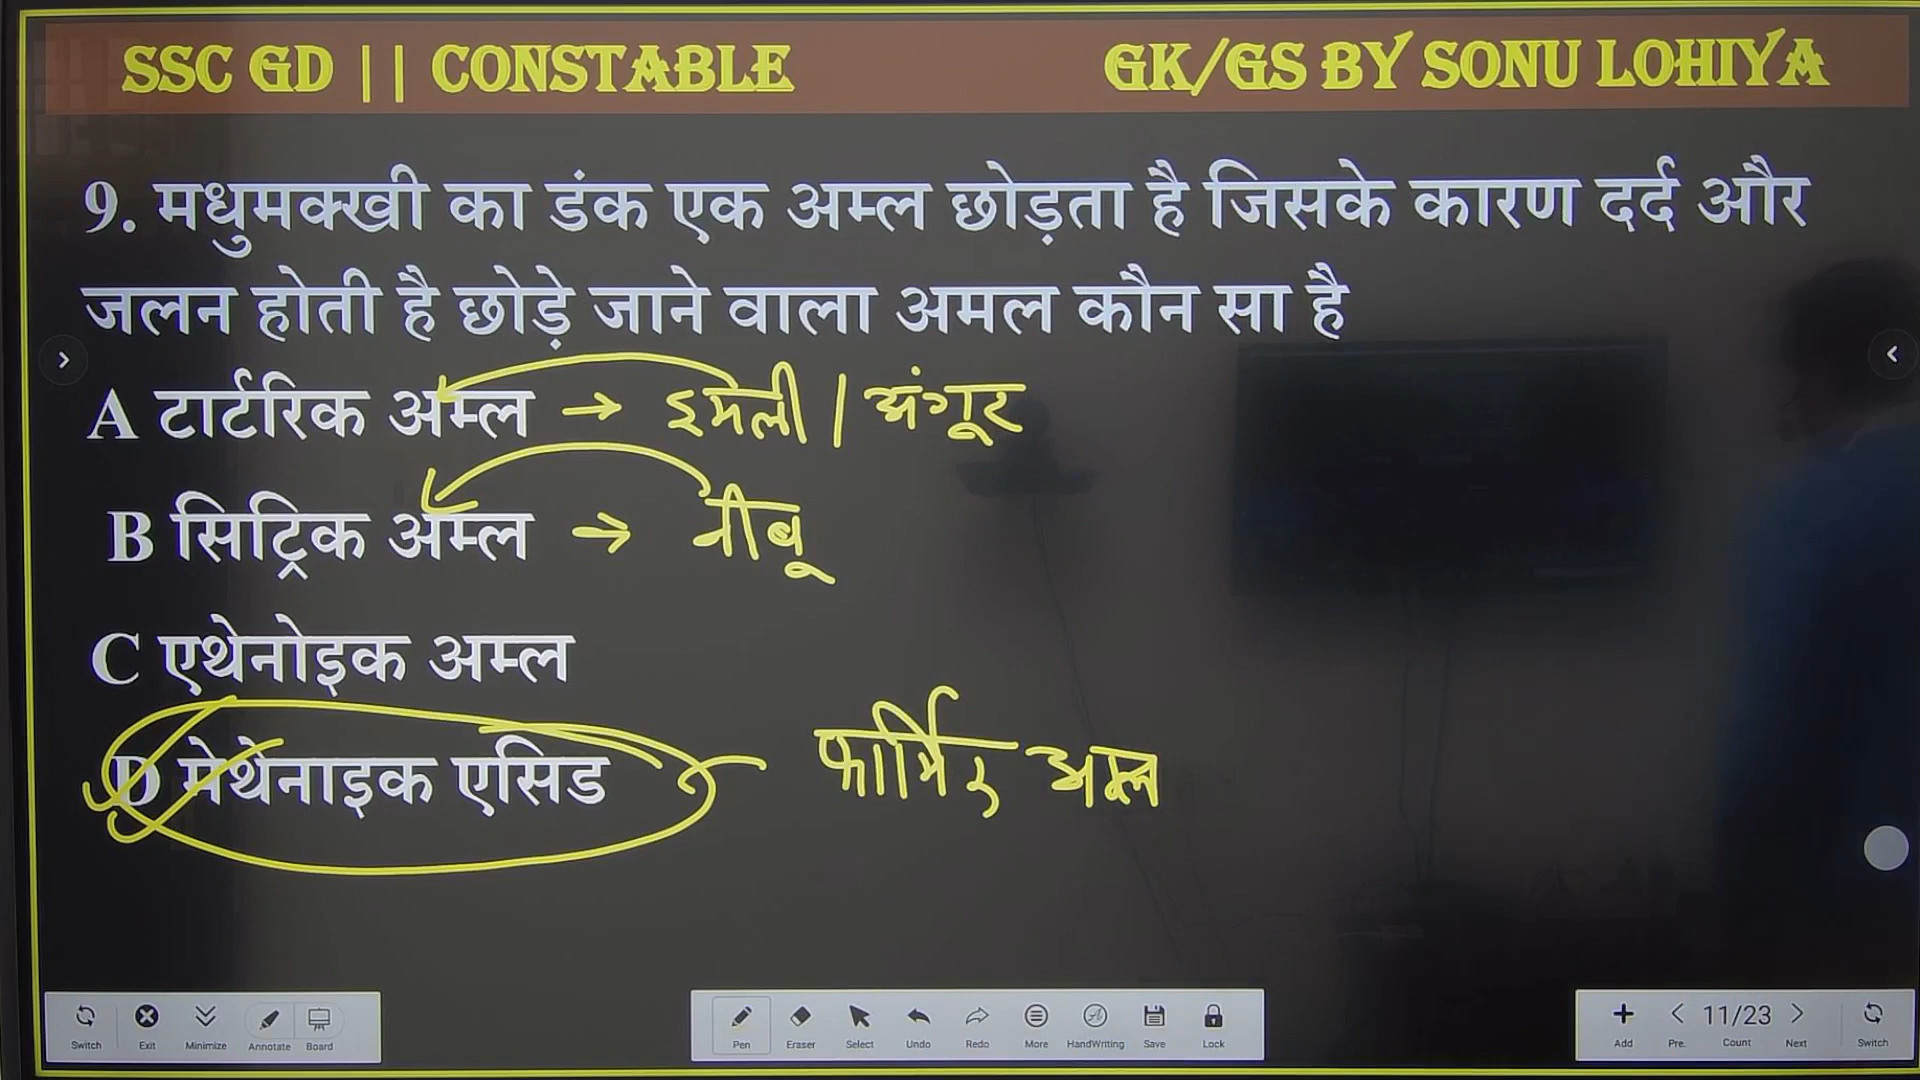 SSC GD || CONSTABLE GK/GS BY SONU LOHIYA
9. मधुमक्खी का डंक एक अम्ल छोड़ता है जिसके कारण दर्द और
जलन होती है छोड़े जाने वाला अमल कौन सा है
A टार्टरिक अम्ल → इमली / अंगूर
B सिट्रिक अम्ल → नीबू
C एथेनोइक अम्ल
D मेथेनाइक एसिड फार्मिक अम्ल
Switch Exit Minimize Annotate Board Pen Eraser Select Undo Redo More HandWriting Save Lock Add Pre. 11/23 Count Next Switch